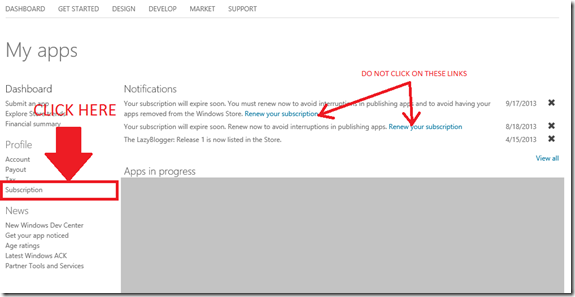 DASHBOARD GET STARTED DESIGN DEVELOP MARKET SUPPORT
My apps
DO NOT CLICK ON THESE LINKS
Dashboard
Submit an app
Explore Store trends
Financial summary
CLICK HERE
Profile
Account
Payout
Tax
Subscription
News
New Windows Dev Center
Get your app noticed
Age ratings
Latest Windows ACK
Partner Tools and Services
Notifications
Your subscription will expire soon. You must renew now to avoid interruptions in publishing apps and to avoid having your
apps removed from the Windows Store. Renew your subscription
9/17/2013
Your subscription will expire soon. Renew now to avoid interruptions in publishing apps. Renew your subscription
8/18/2013
The LazyBlogger: Release 1 is now listed in the Store.
4/15/2013
View all
Apps in progress